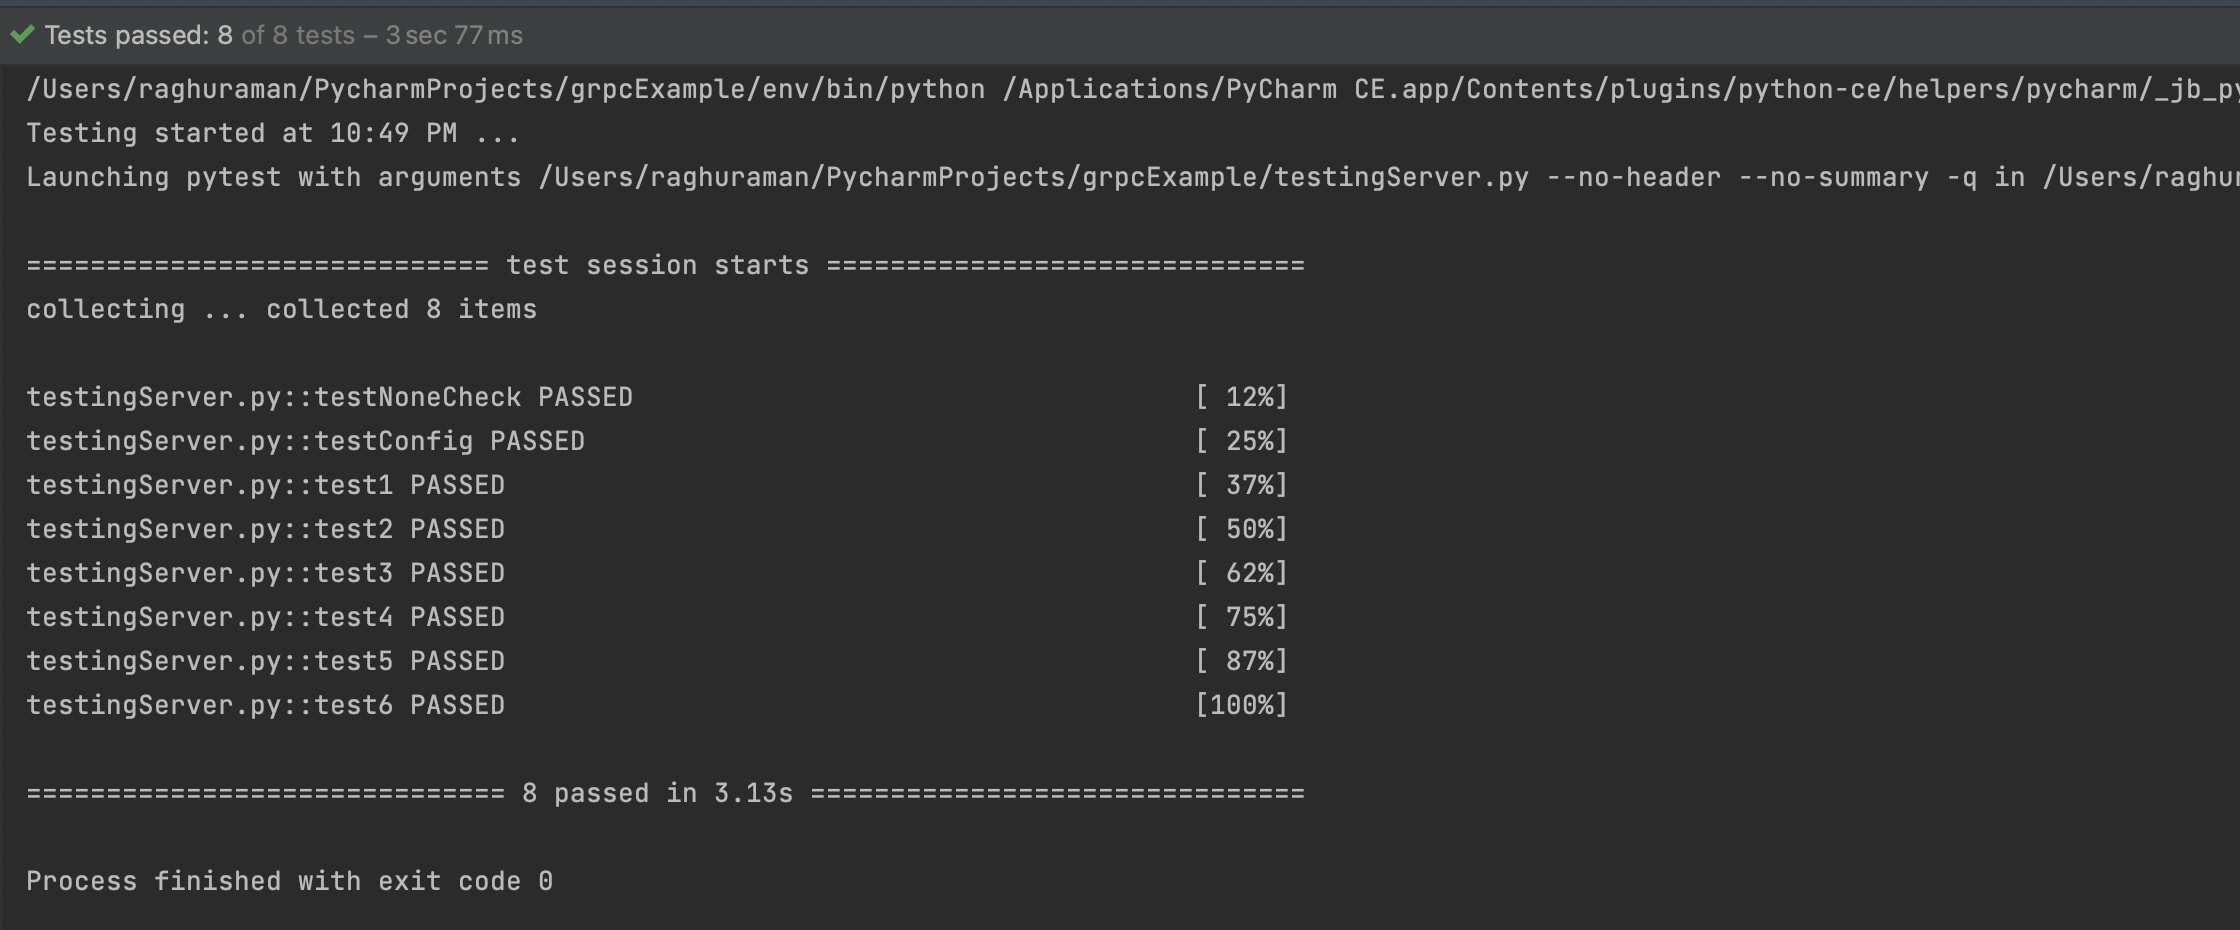 Tests passed: 8 of 8 tests – 3 sec 77 ms
/Users/raghuraman/PycharmProjects/grpcExample/env/bin/python /Applications/PyCharm CE.app/Contents/plugins/python-ce/helpers/pycharm/_jb_py
Testing started at 10:49 PM ...
Launching pytest with arguments /Users/raghuraman/PycharmProjects/grpcExample/testingServer.py --no-header --no-summary -q in /Users/raghur

============================= test session starts ==============================
collecting ... collected 8 items

testingServer.py::testNoneCheck PASSED                                   [ 12%]
testingServer.py::testConfig PASSED                                      [ 25%]
testingServer.py::test1 PASSED                                           [ 37%]
testingServer.py::test2 PASSED                                           [ 50%]
testingServer.py::test3 PASSED                                           [ 62%]
testingServer.py::test4 PASSED                                           [ 75%]
testingServer.py::test5 PASSED                                           [ 87%]
testingServer.py::test6 PASSED                                           [100%]

============================== 8 passed in 3.13s ===============================

Process finished with exit code 0